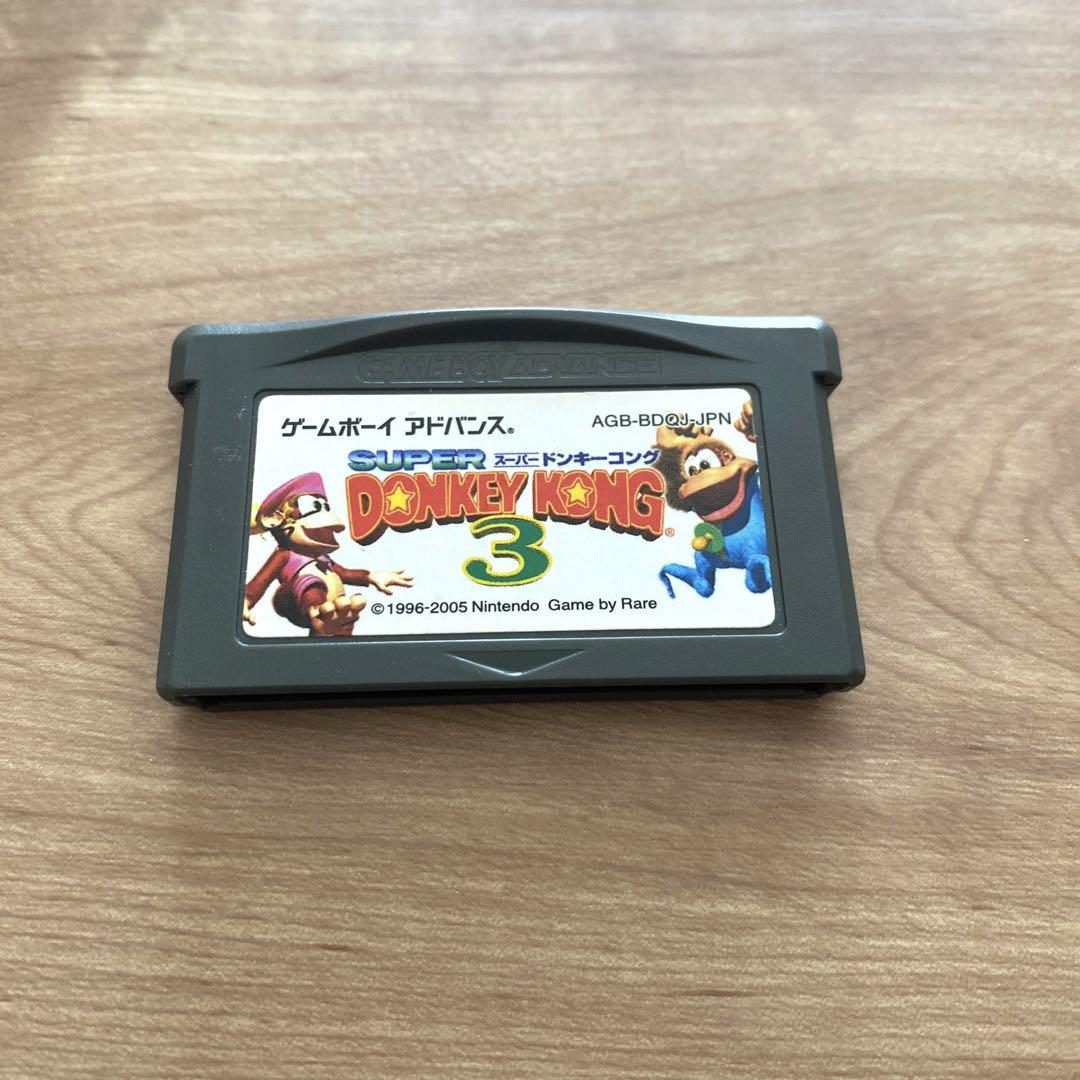 GAME BOY ADVANCE
ゲームボーイ アドバンス® AGB-BDQJ-JPN
SUPER スーパードンキーコング
DONKEY KONG®
3
©1996-2005 Nintendo Game by Rare